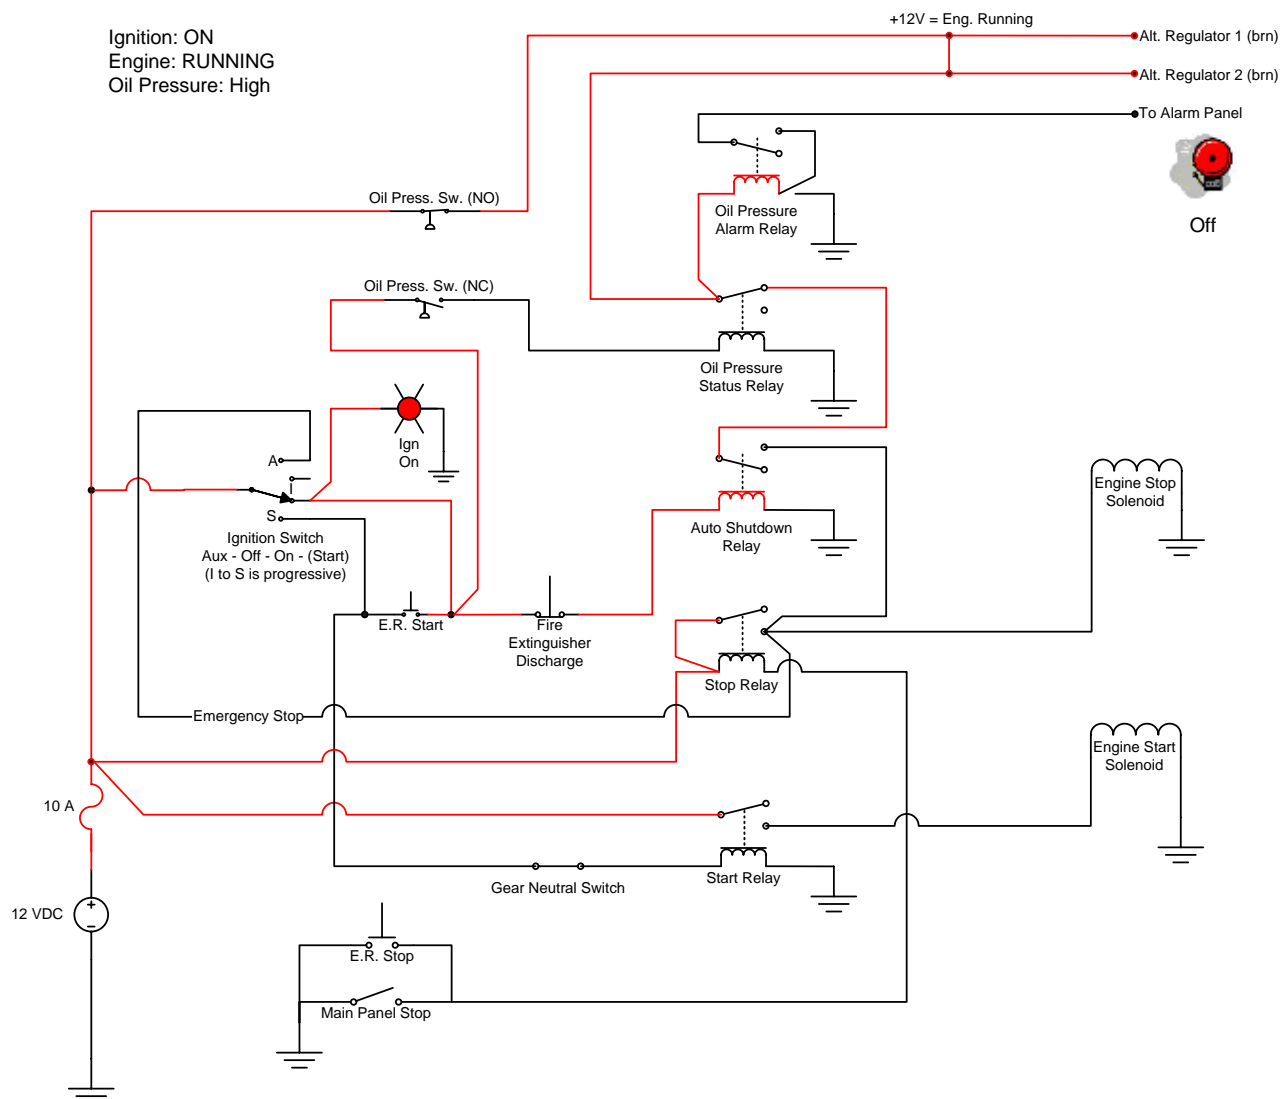 +12V = Eng. Running
Ignition: ON
Engine: RUNNING
Oil Pressure: High
Alt. Regulator 1 (brn)
Alt. Regulator 2 (brn)
To Alarm Panel
Off
Oil Press. Sw. (NO)
Oil Pressure
Alarm Relay
Oil Press. Sw. (NC)
Oil Pressure
Status Relay
Ign
On
A
I
S
Ignition Switch
Aux - Off - On - (Start)
(I to S is progressive)
Auto Shutdown
Relay
Engine Stop
Solenoid
E.R. Start
Fire
Extinguisher
Discharge
Stop Relay
Emergency Stop
Engine Start
Solenoid
10 A
Start Relay
Gear Neutral Switch
12 VDC
+
–
E.R. Stop
Main Panel Stop